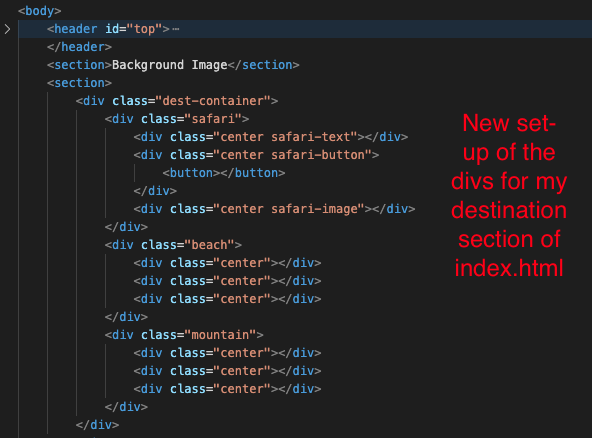 <body>
<header id="top">⋯
</header>
<section>Background Image</section>
<section>
<div class="dest-container">
<div class="safari">
<div class="center safari-text"></div>
<div class="center safari-button">
<button></button>
</div>
<div class="center safari-image"></div>
</div>
<div class="beach">
<div class="center"></div>
<div class="center"></div>
<div class="center"></div>
</div>
<div class="mountain">
<div class="center"></div>
<div class="center"></div>
<div class="center"></div>
</div>
</div>
New set-
up of the
divs for my
destination
section of
index.html